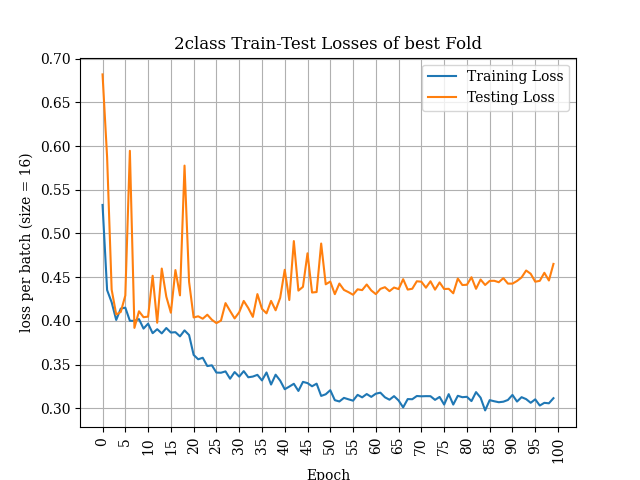 2class Train-Test Losses of best Fold
Training Loss
Testing Loss
loss per batch (size = 16)
0.70
0.65
0.60
0.55
0.50
0.45
0.40
0.35
0.30
0 5 10 15 20 25 30 35 40 45 50 55 60 65 70 75 80 85 90 95 100
Epoch